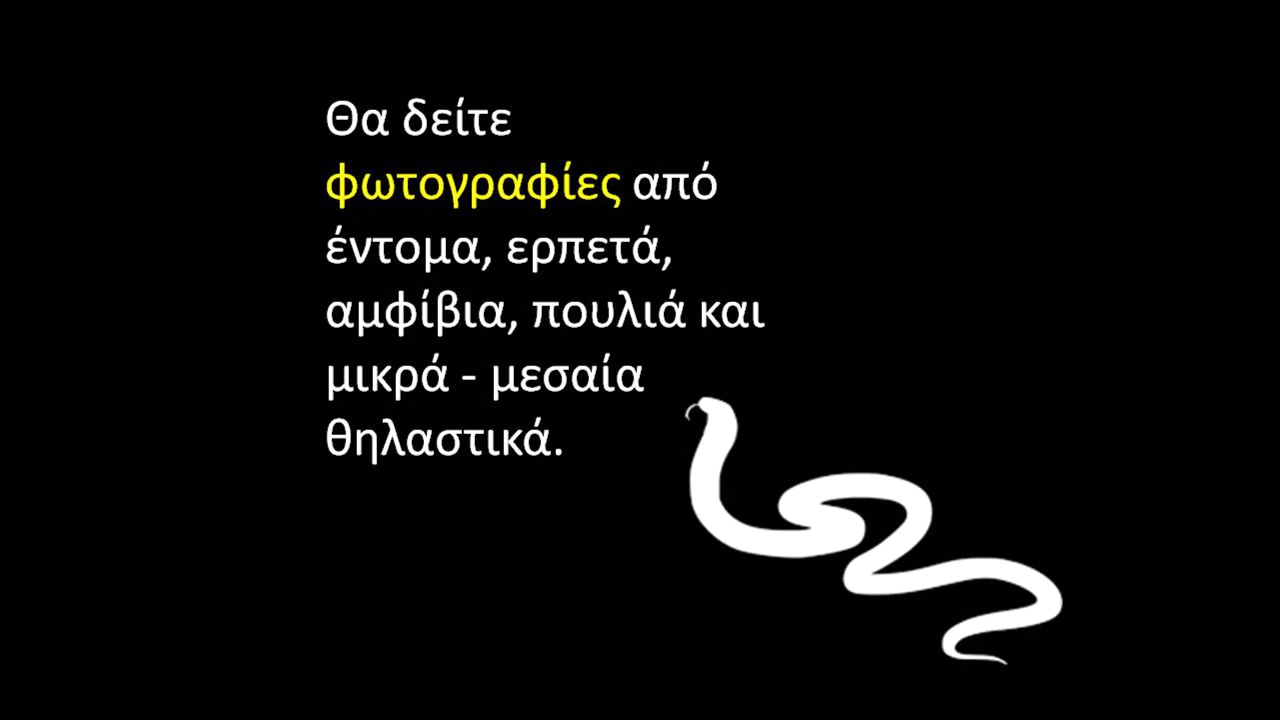 Θα δείτε
φωτογραφίες από
έντομα, ερπετά,
αμφίβια, πουλιά και
μικρά - μεσαία
θηλαστικά.